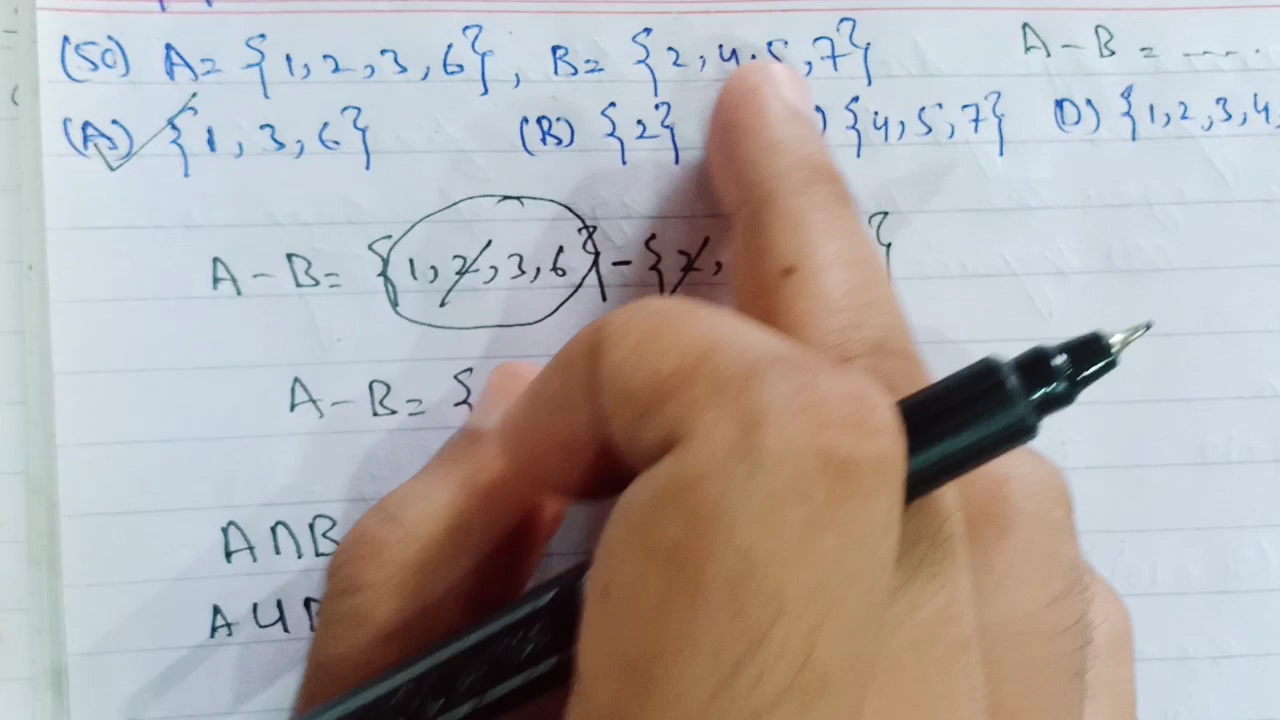 (50) A= {1, 2, 3, 6}, B= {2, 4, 5, 7} A - B = ----.
(A) {1, 3, 6} (B) {2} ) {4, 5, 7} (D) {1, 2, 3, 4,
A - B = {1, 2, 3, 6} - {2, }
A - B = {
A ∩ B
A ∪